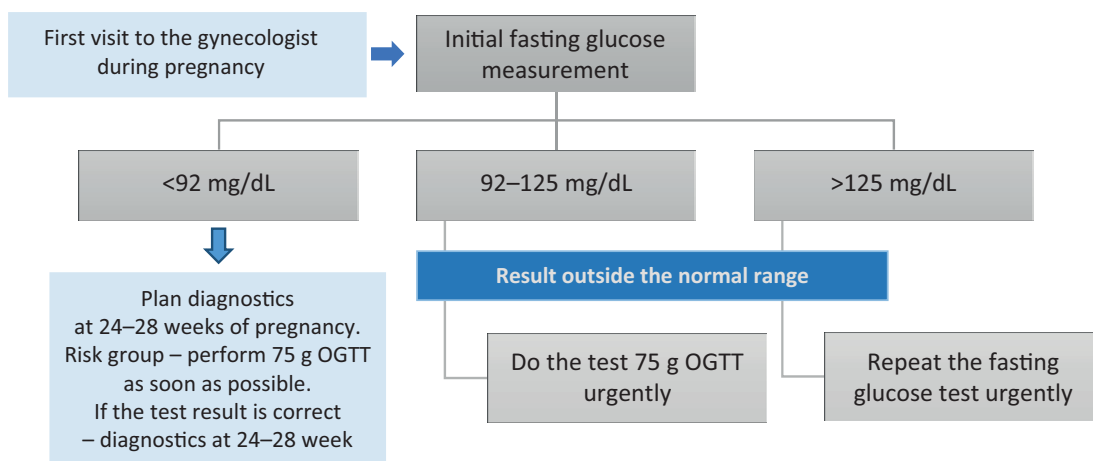 First visit to the gynecologist
during pregnancy
Initial fasting glucose
measurement
<92 mg/dL
92–125 mg/dL
>125 mg/dL
Result outside the normal range
Plan diagnostics
at 24–28 weeks of pregnancy.
Risk group – perform 75 g OGTT
as soon as possible.
If the test result is correct
– diagnostics at 24–28 week
Do the test 75 g OGTT
urgently
Repeat the fasting
glucose test urgently